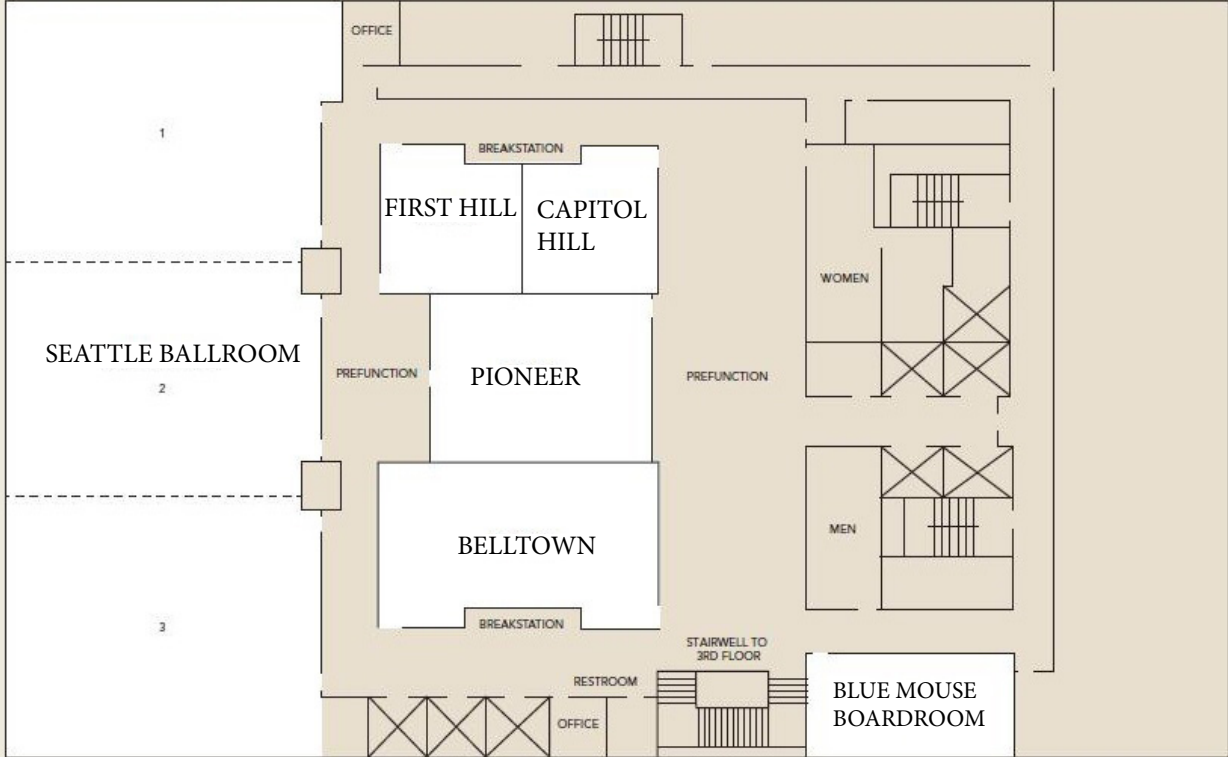 OFFICE
1
BREAKSTATION
FIRST HILL
CAPITOL
HILL
WOMEN
SEATTLE BALLROOM
2
PREFUNCTION
PIONEER
PREFUNCTION
BELLTOWN
MEN
3
BREAKSTATION
STAIRWELL TO
3RD FLOOR
RESTROOM
OFFICE
BLUE MOUSE
BOARDROOM